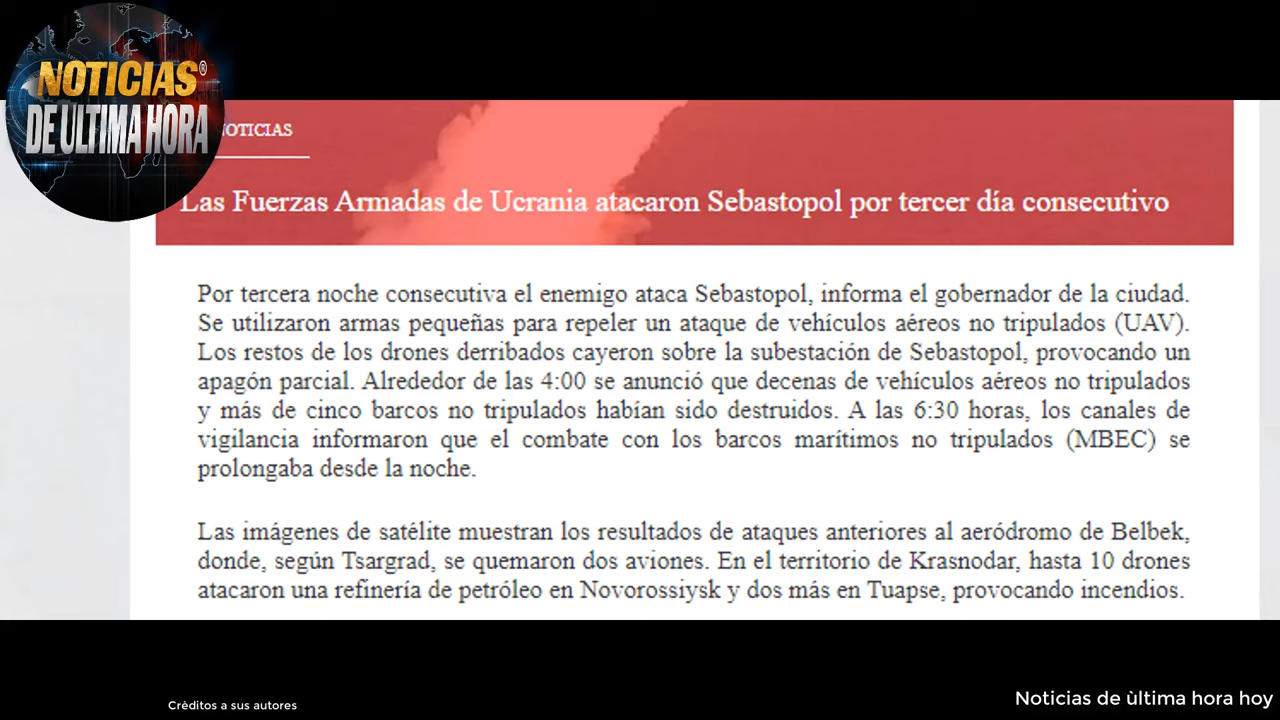 NOTICIAS®
DE ULTIMA HORA
NOTICIAS
Las Fuerzas Armadas de Ucrania atacaron Sebastopol por tercer día consecutivo
Por tercera noche consecutiva el enemigo ataca Sebastopol, informa el gobernador de la ciudad.
Se utilizaron armas pequeñas para repeler un ataque de vehículos aéreos no tripulados (UAV).
Los restos de los drones derribados cayeron sobre la subestación de Sebastopol, provocando un
apagón parcial. Alrededor de las 4:00 se anunció que decenas de vehículos aéreos no tripulados
y más de cinco barcos no tripulados habían sido destruidos. A las 6:30 horas, los canales de
vigilancia informaron que el combate con los barcos marítimos no tripulados (MBEC) se
prolongaba desde la noche.
Las imágenes de satélite muestran los resultados de ataques anteriores al aeródromo de Belbek,
donde, según Tsargrad, se quemaron dos aviones. En el territorio de Krasnodar, hasta 10 drones
atacaron una refinería de petróleo en Novorossiysk y dos más en Tuapse, provocando incendios.
Crèditos a sus autores
Noticias de ùltima hora hoy